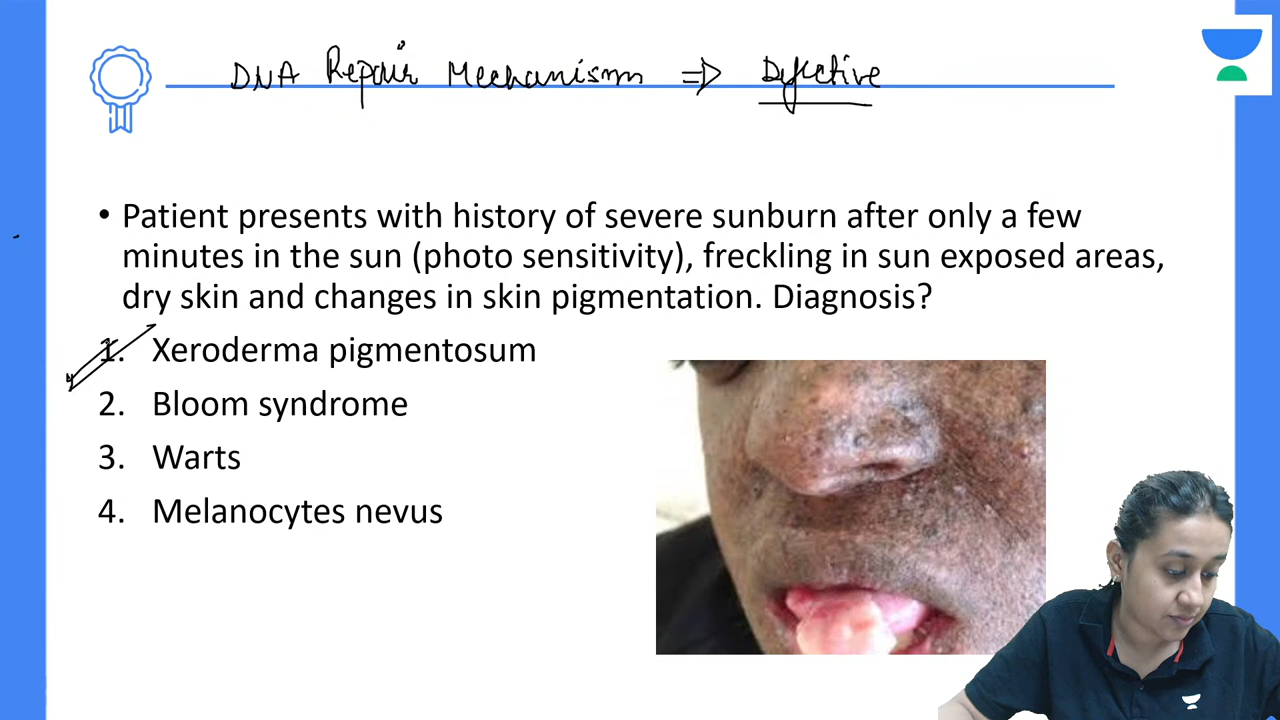 DNA Repair Mechanism ⇒ Defective
• Patient presents with history of severe sunburn after only a few
minutes in the sun (photo sensitivity), freckling in sun exposed areas,
dry skin and changes in skin pigmentation. Diagnosis?
1. Xeroderma pigmentosum
2. Bloom syndrome
3. Warts
4. Melanocytes nevus